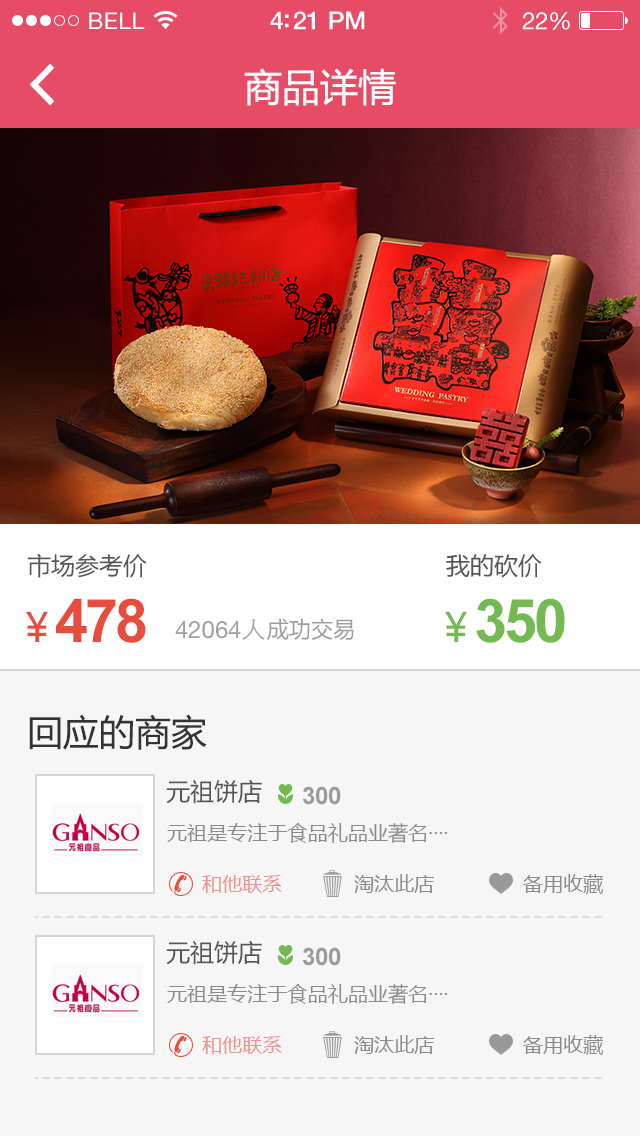 BELL 4:21 PM 22%
商品详情
WEDDING PASTRY
WEDDING PASTRY
囍
市场参考价 我的砍价
¥478 42064人成功交易 ¥350
回应的商家
元祖饼店 300
GANSO
元祖食品
元祖是专注于食品礼品业著名····
和他联系 淘汰此店 备用收藏
元祖饼店 300
GANSO
元祖食品
元祖是专注于食品礼品业著名····
和他联系 淘汰此店 备用收藏